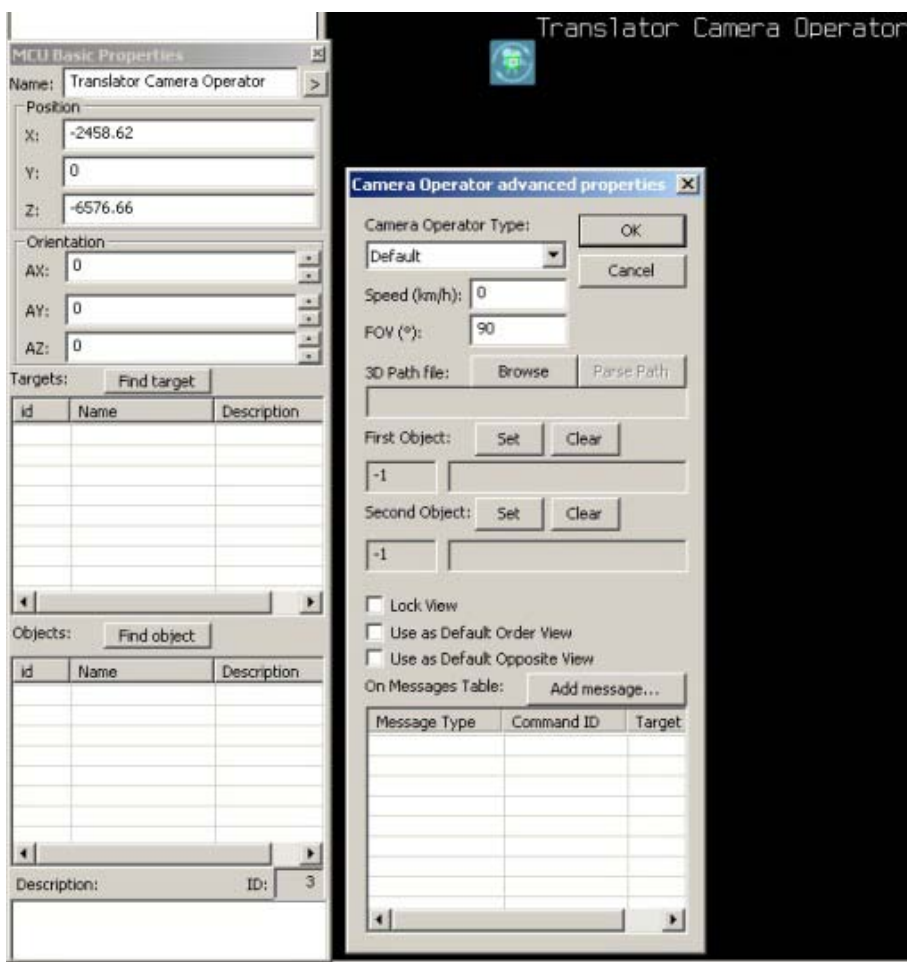 Translator Camera Operator
MCU Basic Properties
Name: Translator Camera Operator >
Position
X: -2458.62
Y: 0
Z: -6576.66
Orientation
AX: 0
AY: 0
AZ: 0
Targets: Find target
id Name Description
Objects: Find object
id Name Description
Description: ID: 3
Camera Operator advanced properties
Camera Operator Type: OK
Default
Cancel
Speed (km/h): 0
FOV (°): 90
3D Path file: Browse Parse Path
First Object: Set Clear
-1
Second Object: Set Clear
-1
Lock View
Use as Default Order View
Use as Default Opposite View
On Messages Table: Add message...
Message Type Command ID Target